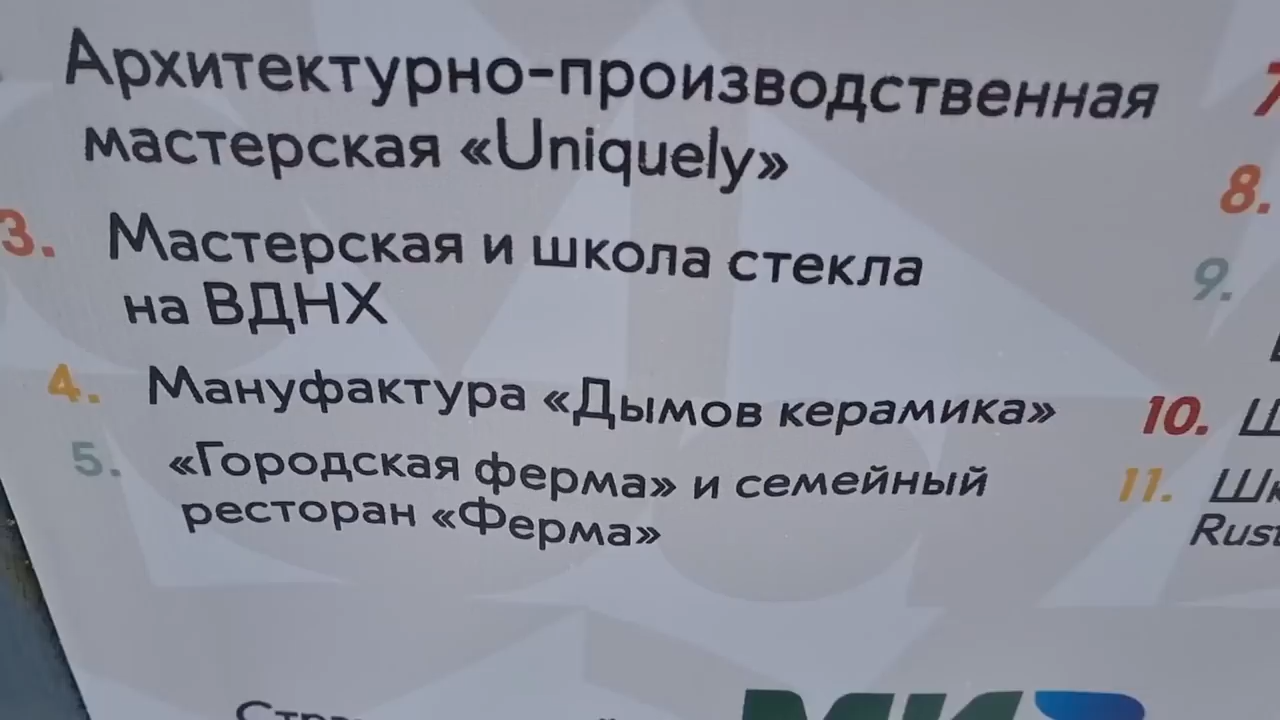 Архитектурно-производственная
мастерская «Uniquely»
3. Мастерская и школа стекла
на ВДНХ
4. Мануфактура «Дымов керамика»
5. «Городская ферма» и семейный
ресторан «Ферма»
7
8.
9.
10.
11.